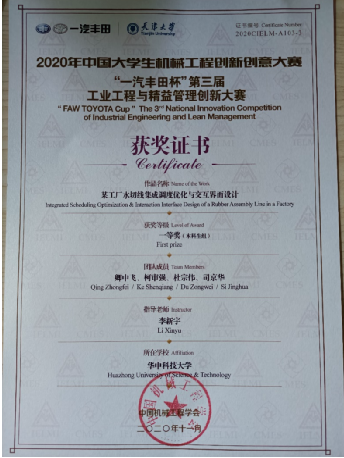 一汽丰田 天津大学
证书编号 Certificate Number
2020CIELM-A103-3
2020年中国大学生机械工程创新创意大赛
“一汽丰田杯”第三届
工业工程与精益管理创新大赛
“FAW TOYOTA Cup” The 3rd National Innovation Competition
of Industrial Engineering and Lean Management
获奖证书
Certificate
作品名称 Name of the Work
某工厂水切线集成调度优化与交互界面设计
Integrated Scheduling Optimization & Interaction Interface Design of a Rubber Assembly Line in a Factory
获奖等级 Level of Award
一等奖（本科生组）
First prize
团队成员 Team Members
卿中飞、柯审强、杜宗伟、司京华
Qing Zhongfei / Ke Shenqiang / Du Zongwei / Si Jinghua
指导老师 Instructor
李新宇
Li Xinyu
所在学校 Affiliation
华中科技大学
Huazhong University of Science & Technology
中国机械工程学会
二〇二〇年十一月